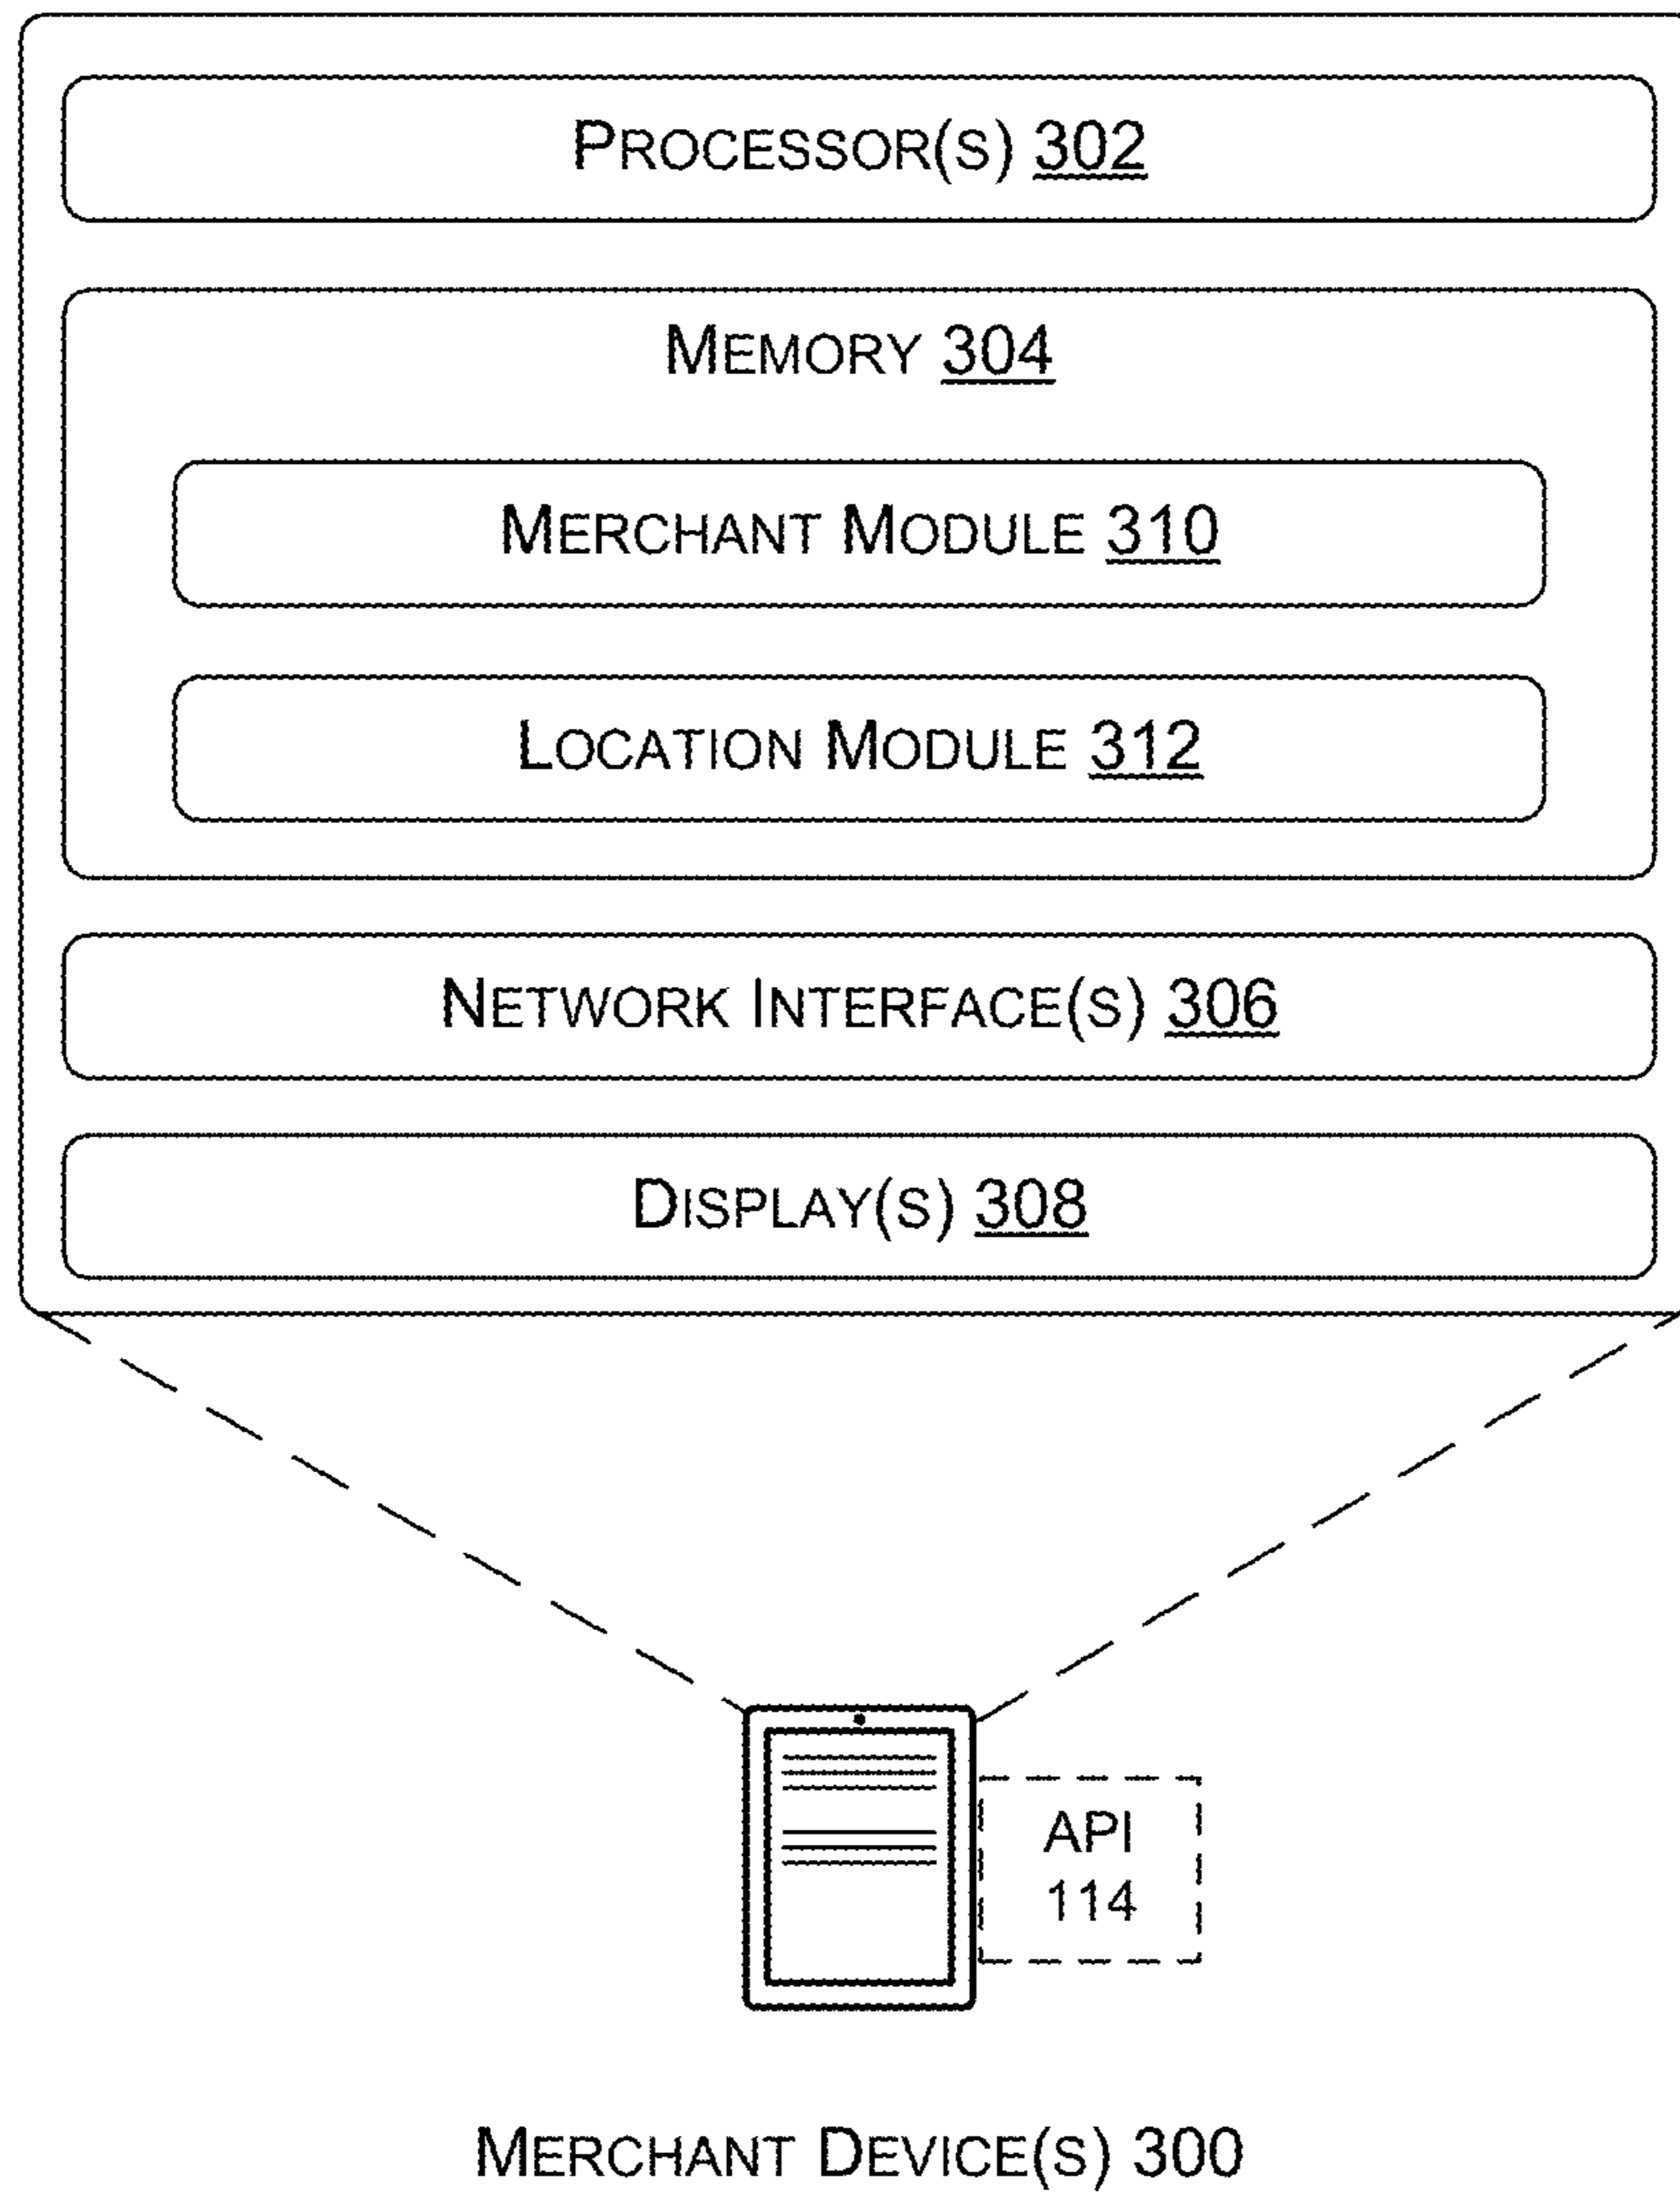 PROCESSOR(S) 302
MEMORY 304
MERCHANT MODULE 310
LOCATION MODULE 312
NETWORK INTERFACE(S) 306
DISPLAY(S) 308
API
114
MERCHANT DEVICE(S) 300